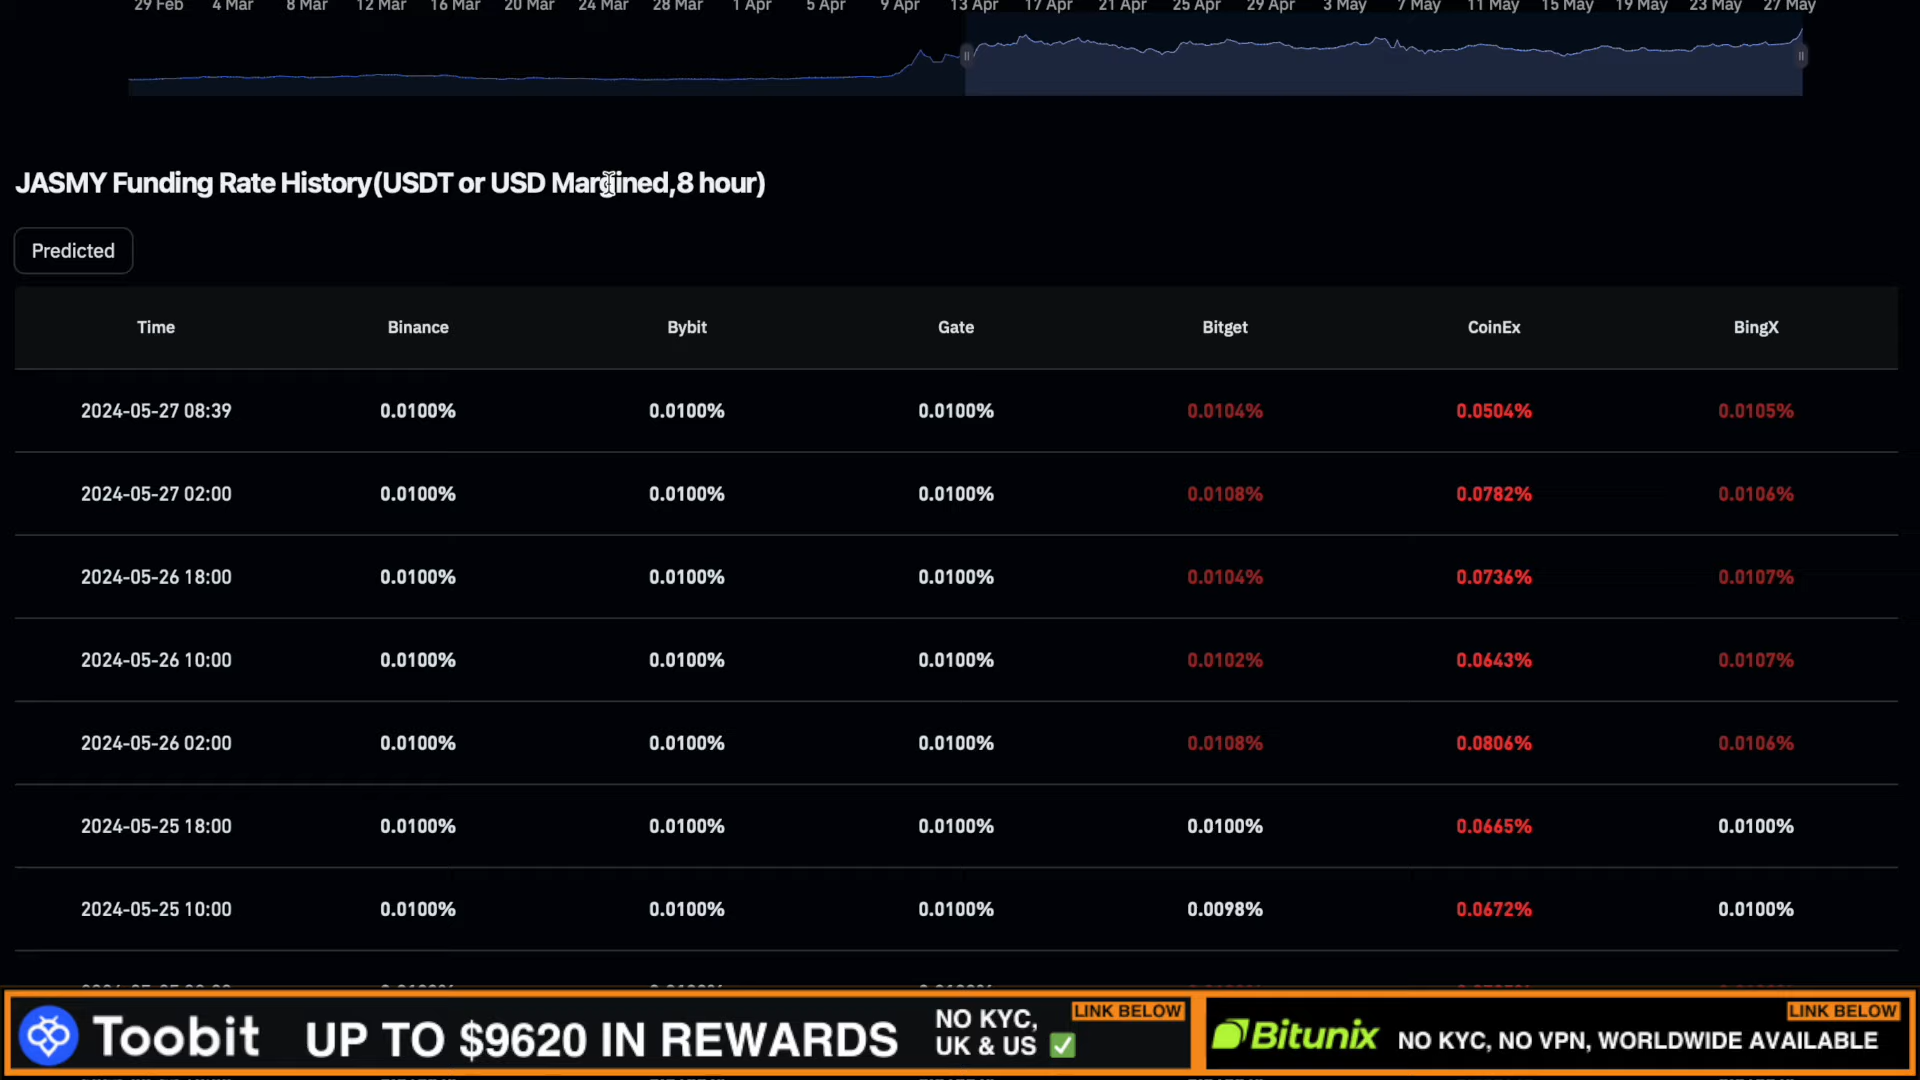 29 Feb 4 Mar 8 Mar 12 Mar 16 Mar 20 Mar 24 Mar 28 Mar 1 Apr 5 Apr 9 Apr 13 Apr 17 Apr 21 Apr 25 Apr 29 Apr 3 May 7 May 11 May 15 May 19 May 23 May 27 May
JASMY Funding Rate History(USDT or USD Margined,8 hour)
Predicted
Time Binance Bybit Gate Bitget CoinEx BingX
2024-05-27 08:39 0.0100% 0.0100% 0.0100% 0.0104% 0.0504% 0.0105%
2024-05-27 02:00 0.0100% 0.0100% 0.0100% 0.0108% 0.0782% 0.0106%
2024-05-26 18:00 0.0100% 0.0100% 0.0100% 0.0104% 0.0736% 0.0107%
2024-05-26 10:00 0.0100% 0.0100% 0.0100% 0.0102% 0.0643% 0.0107%
2024-05-26 02:00 0.0100% 0.0100% 0.0100% 0.0108% 0.0806% 0.0106%
2024-05-25 18:00 0.0100% 0.0100% 0.0100% 0.0100% 0.0665% 0.0100%
2024-05-25 10:00 0.0100% 0.0100% 0.0100% 0.0098% 0.0672% 0.0100%
Toobit UP TO $9620 IN REWARDS
NO KYC,
UK & US
LINK BELOW
Bitunix NO KYC, NO VPN, WORLDWIDE AVAILABLE
LINK BELOW